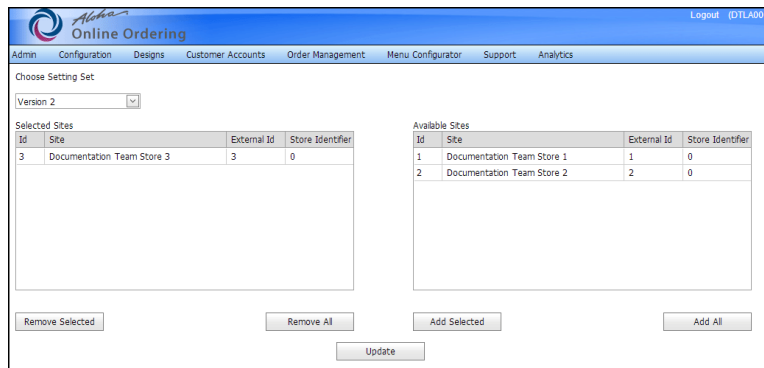 Aloha
Online Ordering
Logout (DTLA00
Admin Configuration Designs Customer Accounts Order Management Menu Configurator Support Analytics
Choose Setting Set
Version 2
Selected Sites
Id Site External Id Store Identifier
3 Documentation Team Store 3 3 0
Remove Selected Remove All
Available Sites
Id Site External Id Store Identifier
1 Documentation Team Store 1 1 0
2 Documentation Team Store 2 2 0
Add Selected Add All
Update